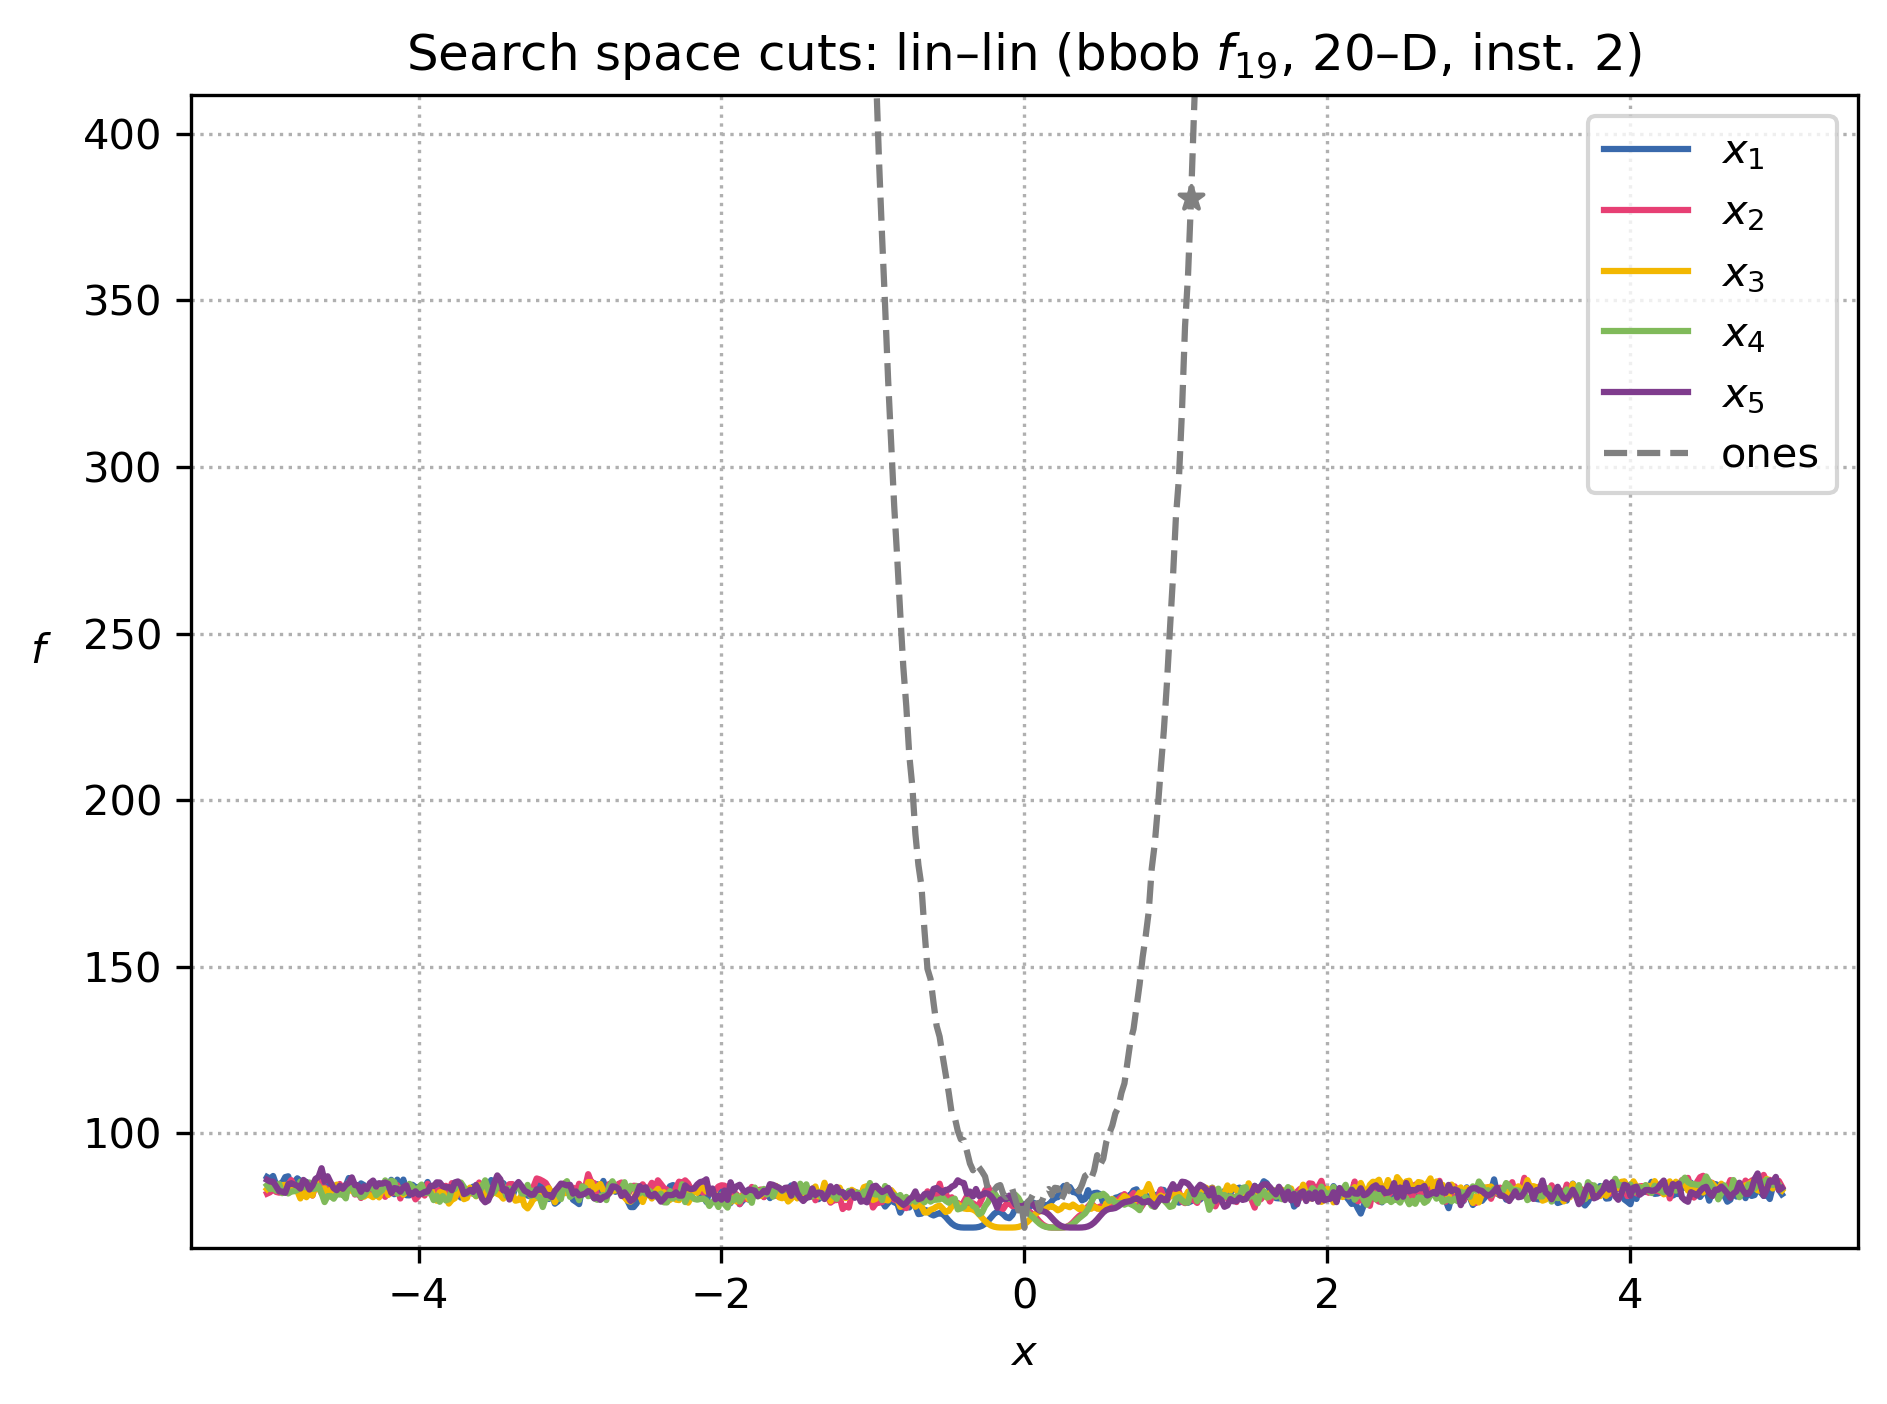 Search space cuts: lin–lin (bbob f19, 20–D, inst. 2)
400
350
300
250
200
150
100
f
x1
x2
x3
x4
x5
ones
−4
−2
0
2
4
x